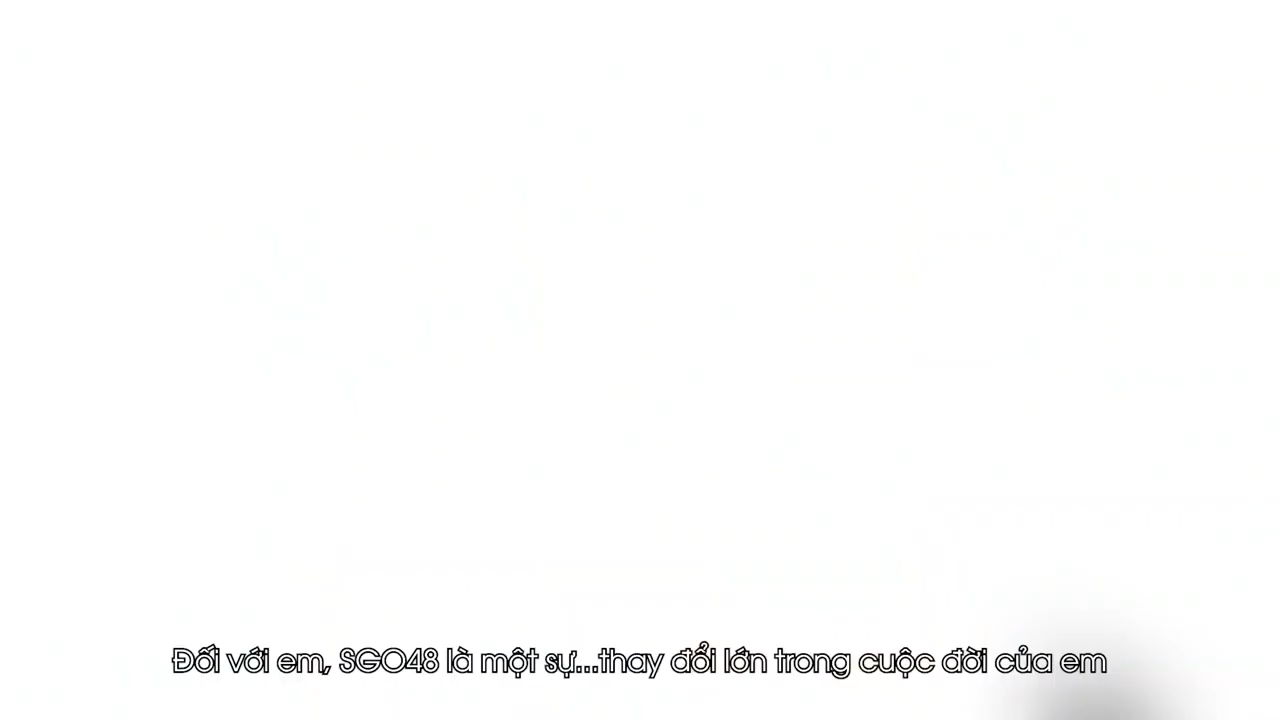 Đối với em, SGO48 là một sự...thay đổi lớn trong cuộc đời của em